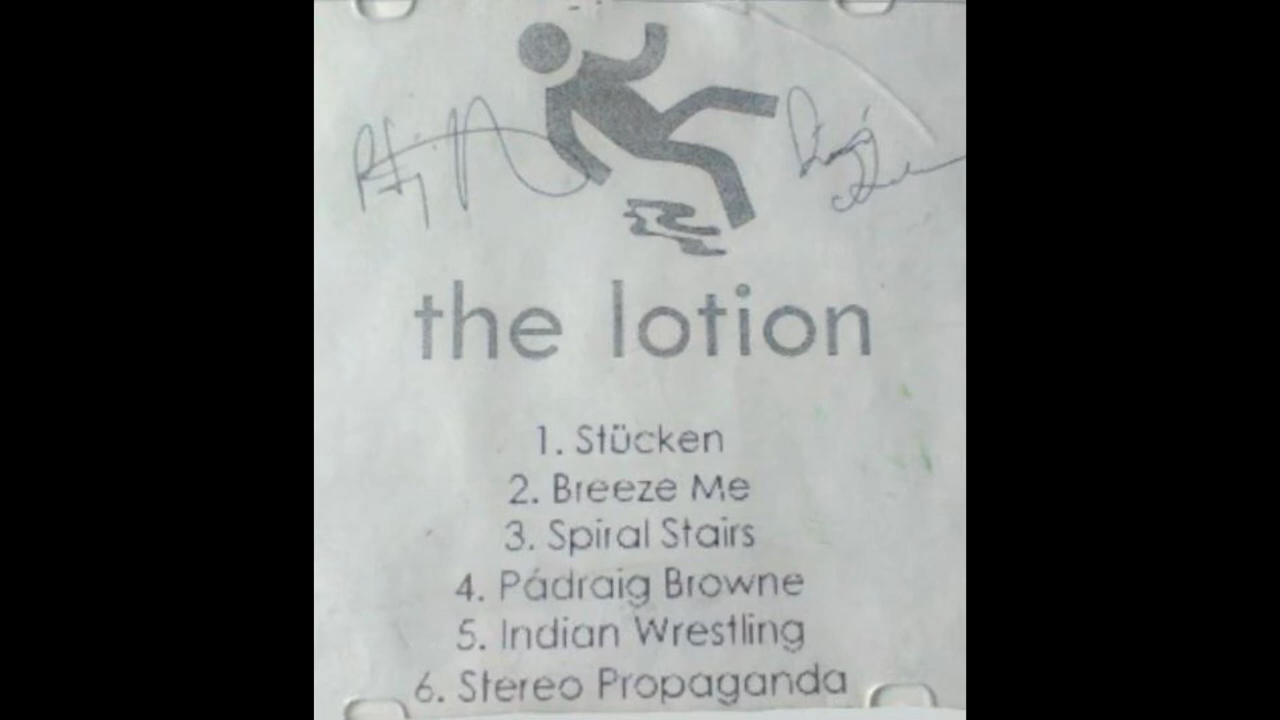 the lotion
1. Stücken
2. Breeze Me
3. Spiral Stairs
4. Pádraig Browne
5. Indian Wrestling
6. Stereo Propaganda